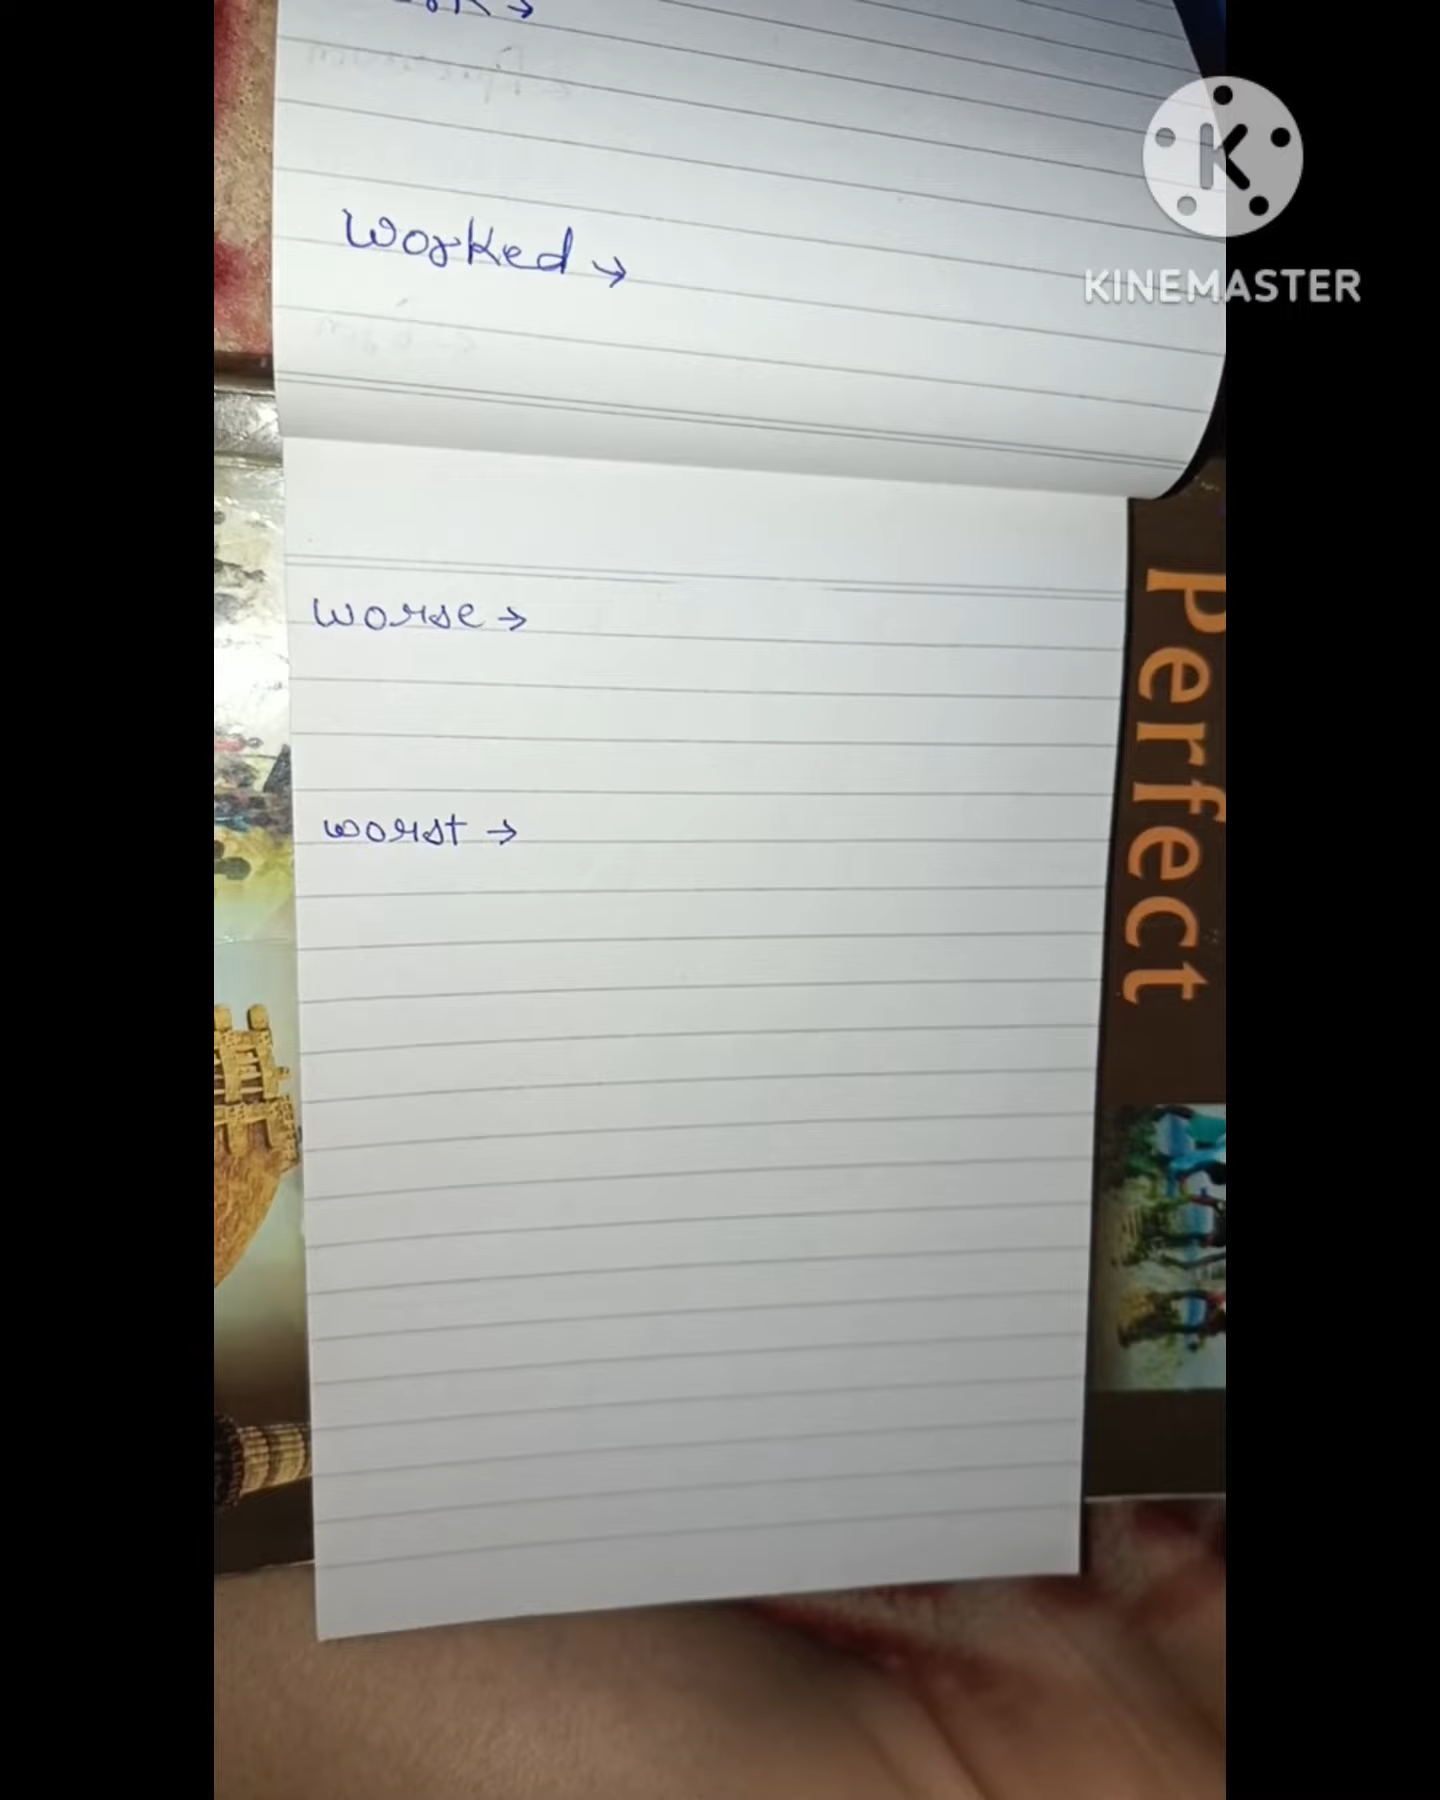 Worked →
worse →
worst →
KINEMASTER
Perfect